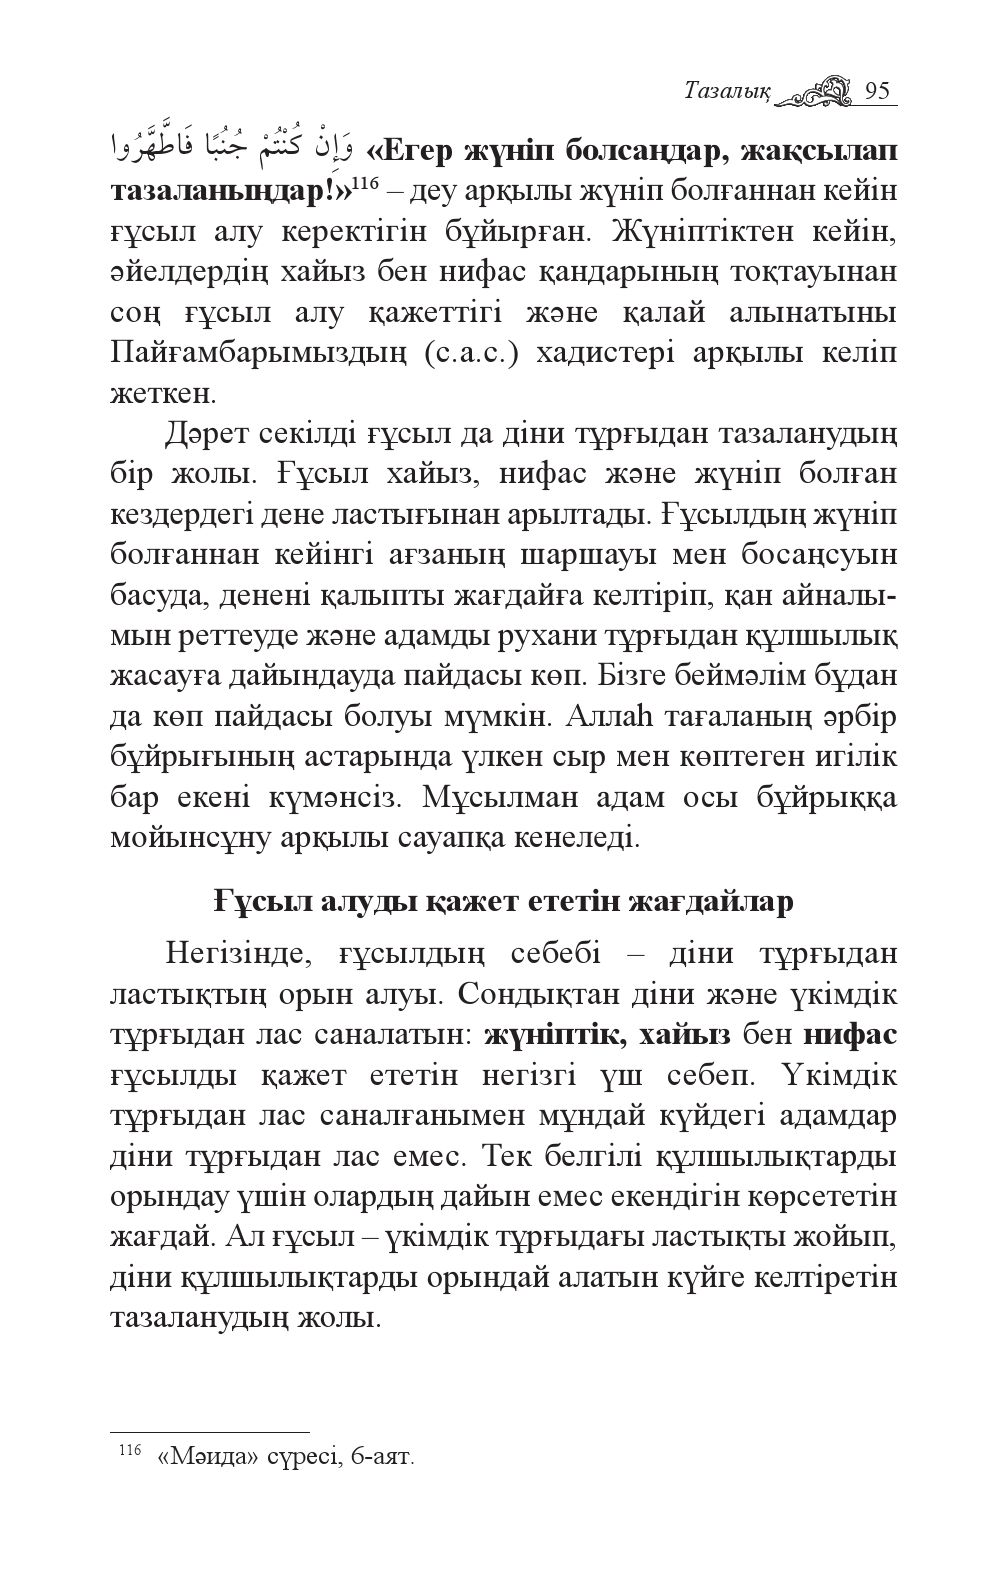 Тазалық 95
وَإِنْ كُنْتُمْ جُنُبًا فَاطَّهَّرُوا «Егер жүніп болсаңдар, жақсылап
тазаланыңдар!»116 – деу арқылы жүніп болғаннан кейін
ғұсыл алу керектігін бұйырған. Жүніптіктен кейін,
әйелдердің хайыз бен нифас қандарының тоқтауынан
соң ғұсыл алу қажеттігі және қалай алынатыны
Пайғамбарымыздың (с.а.с.) хадистері арқылы келіп
жеткен.
Дәрет секілді ғұсыл да діни тұрғыдан тазаланудың
бір жолы. Ғұсыл хайыз, нифас және жүніп болған
кездердегі дене ластығынан арылтады. Ғұсылдың жүніп
болғаннан кейінгі ағзаның шаршауы мен босаңсуын
басуда, денені қалыпты жағдайға келтіріп, қан айналы-
мын реттеуде және адамды рухани тұрғыдан құлшылық
жасауға дайындауда пайдасы көп. Бізге беймәлім бұдан
да көп пайдасы болуы мүмкін. Аллаһ тағаланың әрбір
бұйрығының астарында үлкен сыр мен көптеген игілік
бар екені күмәнсіз. Мұсылман адам осы бұйрыққа
мойынсұну арқылы сауапқа кенеледі.
Ғұсыл алуды қажет ететін жағдайлар
Негізінде, ғұсылдың себебі – діни тұрғыдан
ластықтың орын алуы. Сондықтан діни және үкімдік
тұрғыдан лас саналатын: жүніптік, хайыз бен нифас
ғұсылды қажет ететін негізгі үш себеп. Үкімдік
тұрғыдан лас саналғанымен мұндай күйдегі адамдар
діни тұрғыдан лас емес. Тек белгілі құлшылықтарды
орындау үшін олардың дайын емес екендігін көрсететін
жағдай. Ал ғұсыл – үкімдік тұрғыдағы ластықты жойып,
діни құлшылықтарды орындай алатын күйге келтіретін
тазаланудың жолы.
116 «Мәида» сүресі, 6-аят.